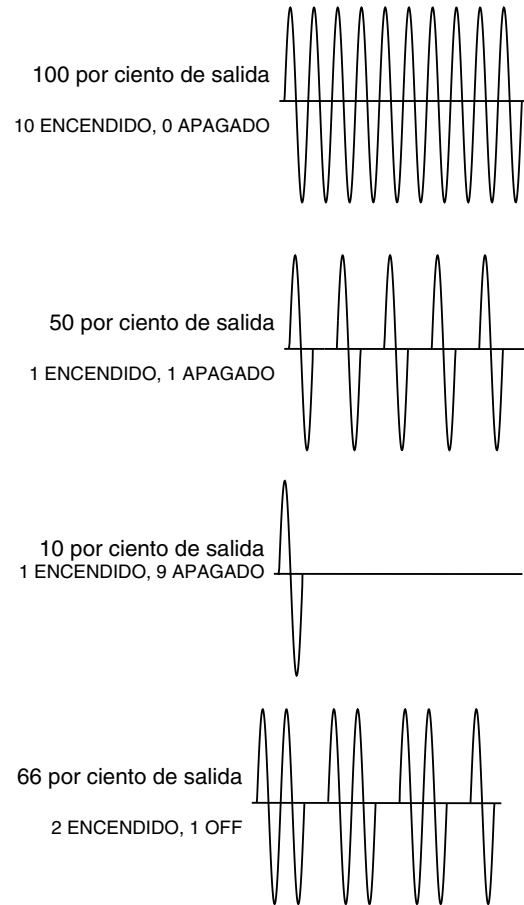 100 por ciento de salida
10 ENCENDIDO, 0 APAGADO
50 por ciento de salida
1 ENCENDIDO, 1 APAGADO
10 por ciento de salida
1 ENCENDIDO, 9 APAGADO
66 por ciento de salida
2 ENCENDIDO, 1 OFF